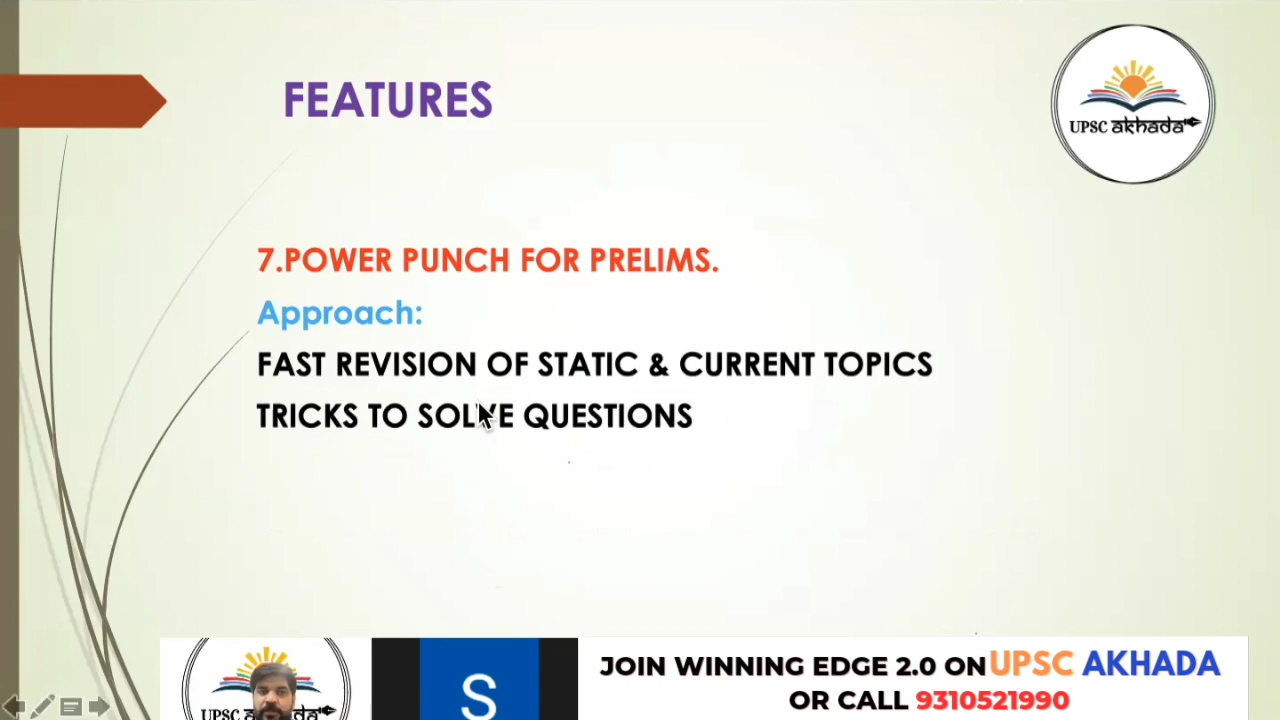 FEATURES
UPSC akhada
7.POWER PUNCH FOR PRELIMS.
Approach:
FAST REVISION OF STATIC & CURRENT TOPICS
TRICKS TO SOLVE QUESTIONS
UPSC
S
JOIN WINNING EDGE 2.0 ON UPSC AKHADA
OR CALL 9310521990